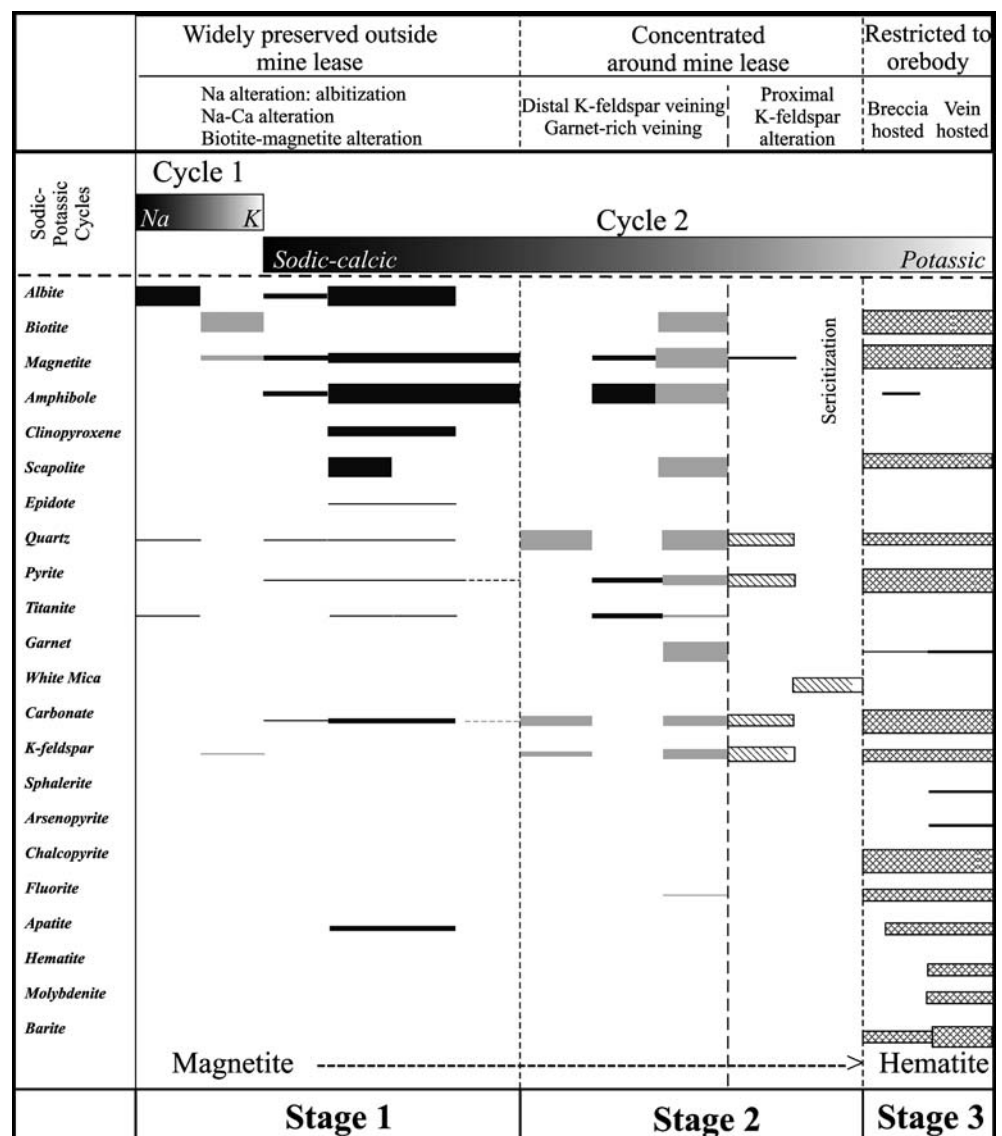 Widely preserved outside
mine lease
Concentrated
around mine lease
Restricted to
orebody
Na alteration: albitization
Na-Ca alteration
Biotite-magnetite alteration
Distal K-feldspar veining
Garnet-rich veining
Proximal
K-feldspar
alteration
Breccia
hosted
Vein
hosted
Sodic-
Potassic
Cycles
Cycle 1
Na K
Cycle 2
Sodic-calcic Potassic
Albite
Biotite
Magnetite
Amphibole
Clinopyroxene
Scapolite
Epidote
Quartz
Pyrite
Titanite
Garnet
White Mica
Carbonate
K-feldspar
Sphalerite
Arsenopyrite
Chalcopyrite
Fluorite
Apatite
Hematite
Molybdenite
Barite
Sericitization
Magnetite Hematite
Stage 1 Stage 2 Stage 3